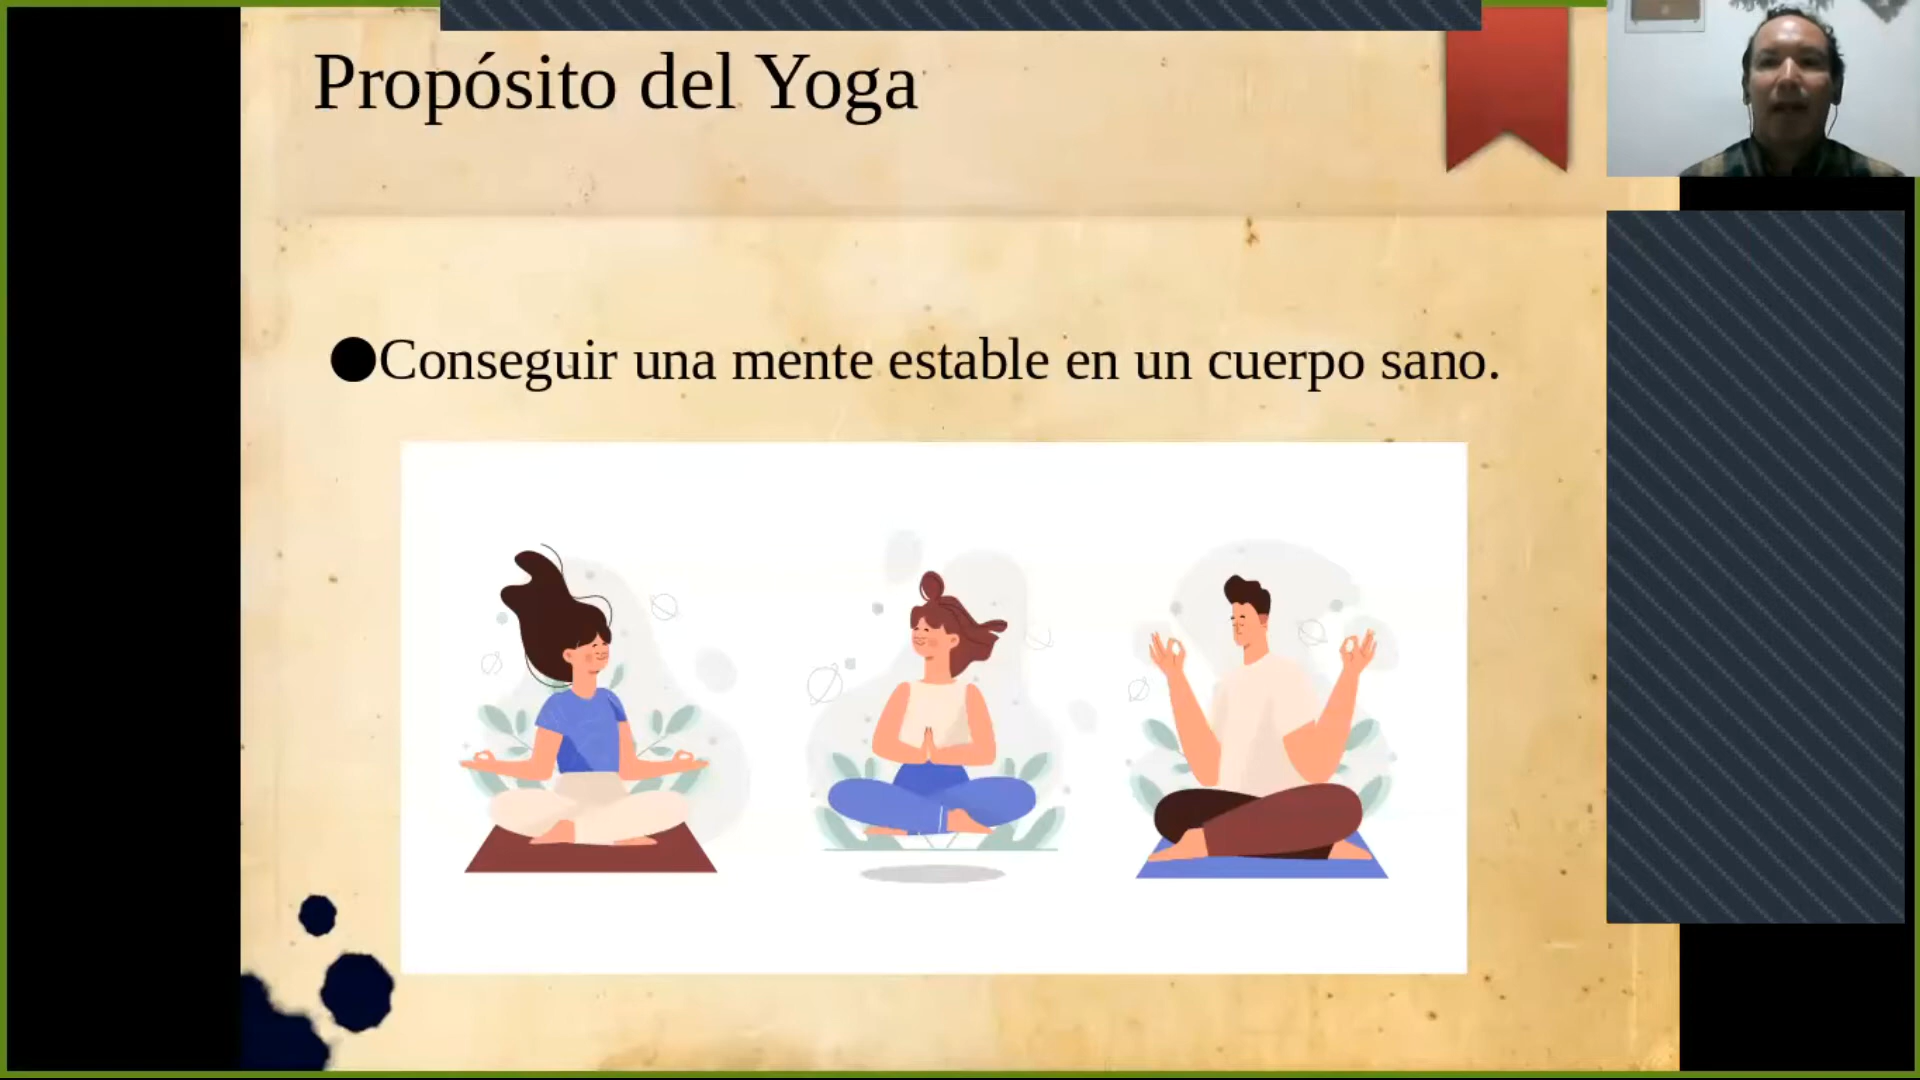 Propósito del Yoga
●Conseguir una mente estable en un cuerpo sano.